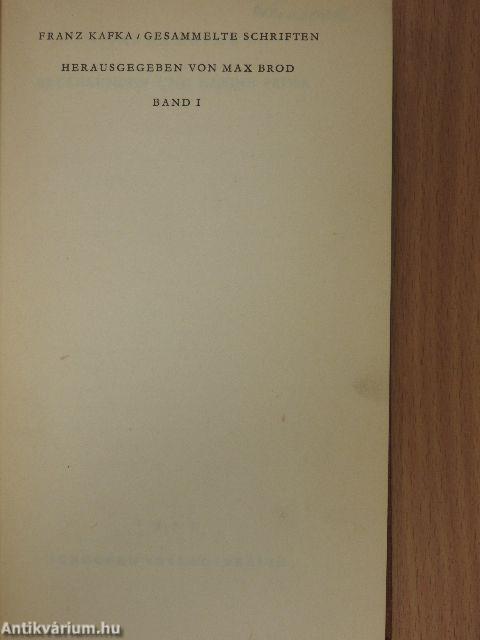 FRANZ KAFKA / GESAMMELTE SCHRIFTEN
HERAUSGEGEBEN VON MAX BROD
BAND I
Antikvárium.hu